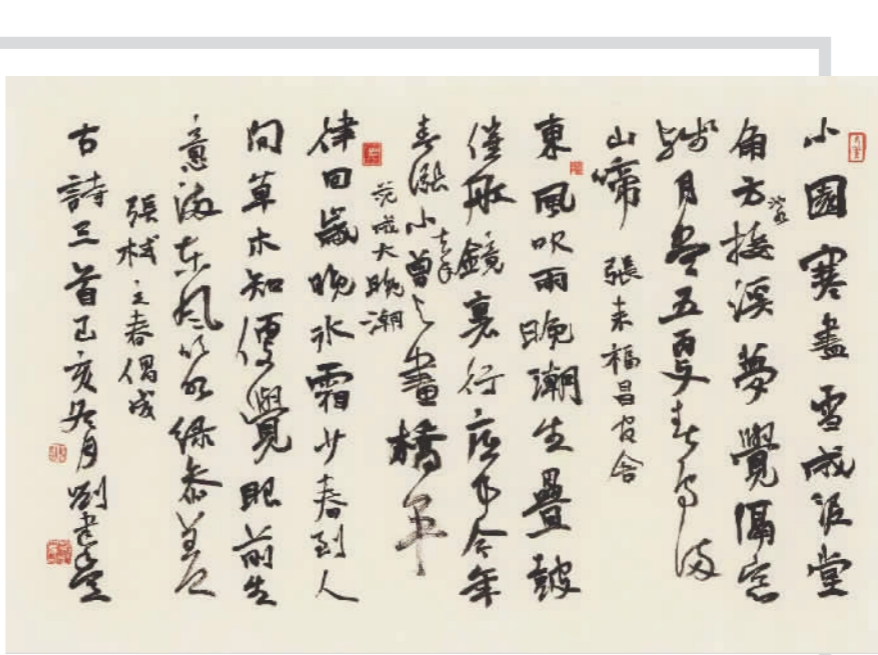 小園寒盡雪成泥堂
角方池水接溪夢覺隔窓
殘月盡五更春鳥滿
山啼 張耒福昌官舍
東風吹雨晚潮生疊鼓
催船鏡裏行底事今年
春漲小去年曾与畫橋平
范成大晚潮
律回歲晚冰霜少春到人
間草木知便覺眼前生
意滿東風吹水綠參差
張栻立春偶成
古詩三首己亥冬月劉